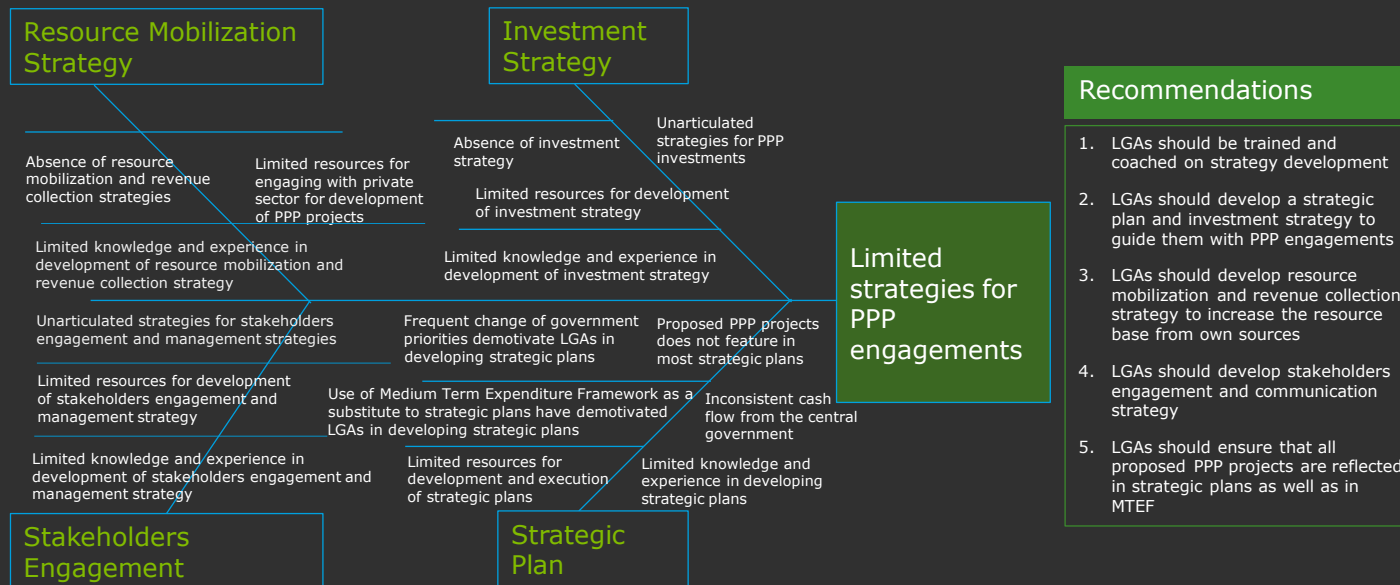 Resource Mobilization
Strategy
Investment
Strategy
Absence of resource
mobilization and revenue
collection strategies
Limited resources for
engaging with private
sector for development
of PPP projects
Limited knowledge and experience in
development of resource mobilization and
revenue collection strategy
Absence of investment
strategy
Unarticulated
strategies for PPP
investments
Limited resources for development
of investment strategy
Limited knowledge and experience in
development of investment strategy
Limited
strategies for
PPP
engagements
Unarticulated strategies for stakeholders
engagement and management strategies
Limited resources for development
of stakeholders engagement and
management strategy
Limited knowledge and experience in
development of stakeholders engagement and
management strategy
Frequent change of government
priorities demotivate LGAs in
developing strategic plans
Proposed PPP projects
does not feature in
most strategic plans
Use of Medium Term Expenditure Framework as a
substitute to strategic plans have demotivated
LGAs in developing strategic plans
Inconsistent cash
flow from the central
government
Limited resources for
development and execution
of strategic plans
Limited knowledge and
experience in developing
strategic plans
Stakeholders
Engagement
Strategic
Plan
Recommendations
1. LGAs should be trained and
coached on strategy development
2. LGAs should develop a strategic
plan and investment strategy to
guide them with PPP engagements
3. LGAs should develop resource
mobilization and revenue collection
strategy to increase the resource
base from own sources
4. LGAs should develop stakeholders
engagement and communication
strategy
5. LGAs should ensure that all
proposed PPP projects are reflected
in strategic plans as well as in
MTEF